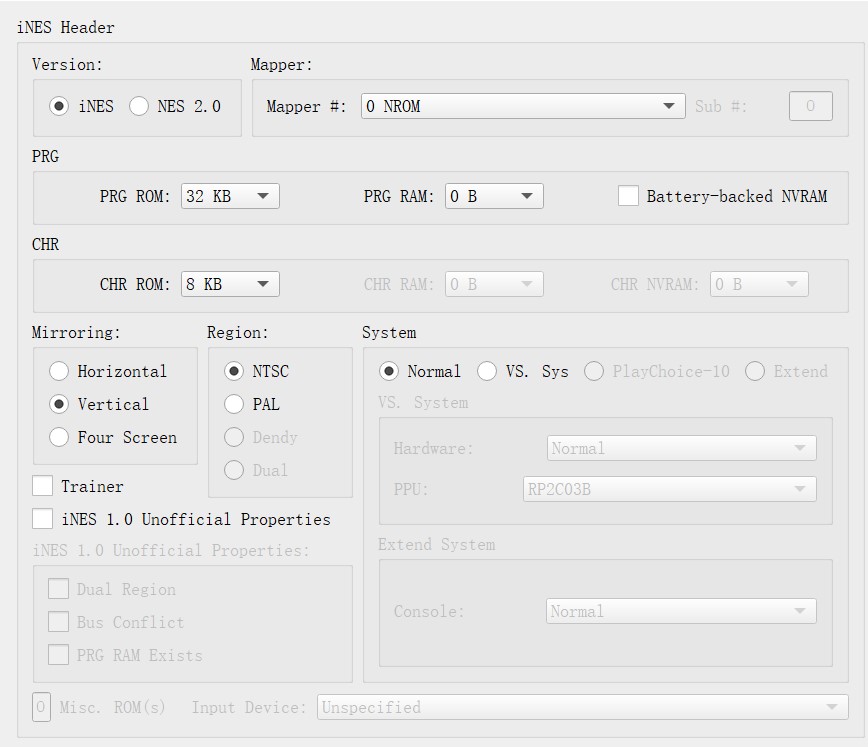 iNES Header
Version: Mapper:
iNES NES 2.0 Mapper #: 0 NROM Sub #: 0
PRG
PRG ROM: 32 KB PRG RAM: 0 B Battery-backed NVRAM
CHR
CHR ROM: 8 KB CHR RAM: 0 B CHR NVRAM: 0 B
Mirroring: Region: System
Horizontal NTSC Normal VS. Sys PlayChoice-10 Extend
Vertical PAL VS. System
Four Screen Dendy Hardware: Normal
Dual
Trainer PPU: RP2C03B
iNES 1.0 Unofficial Properties
iNES 1.0 Unofficial Properties: Extend System
Dual Region
Bus Conflict Console: Normal
PRG RAM Exists
0 Misc. ROM(s) Input Device: Unspecified